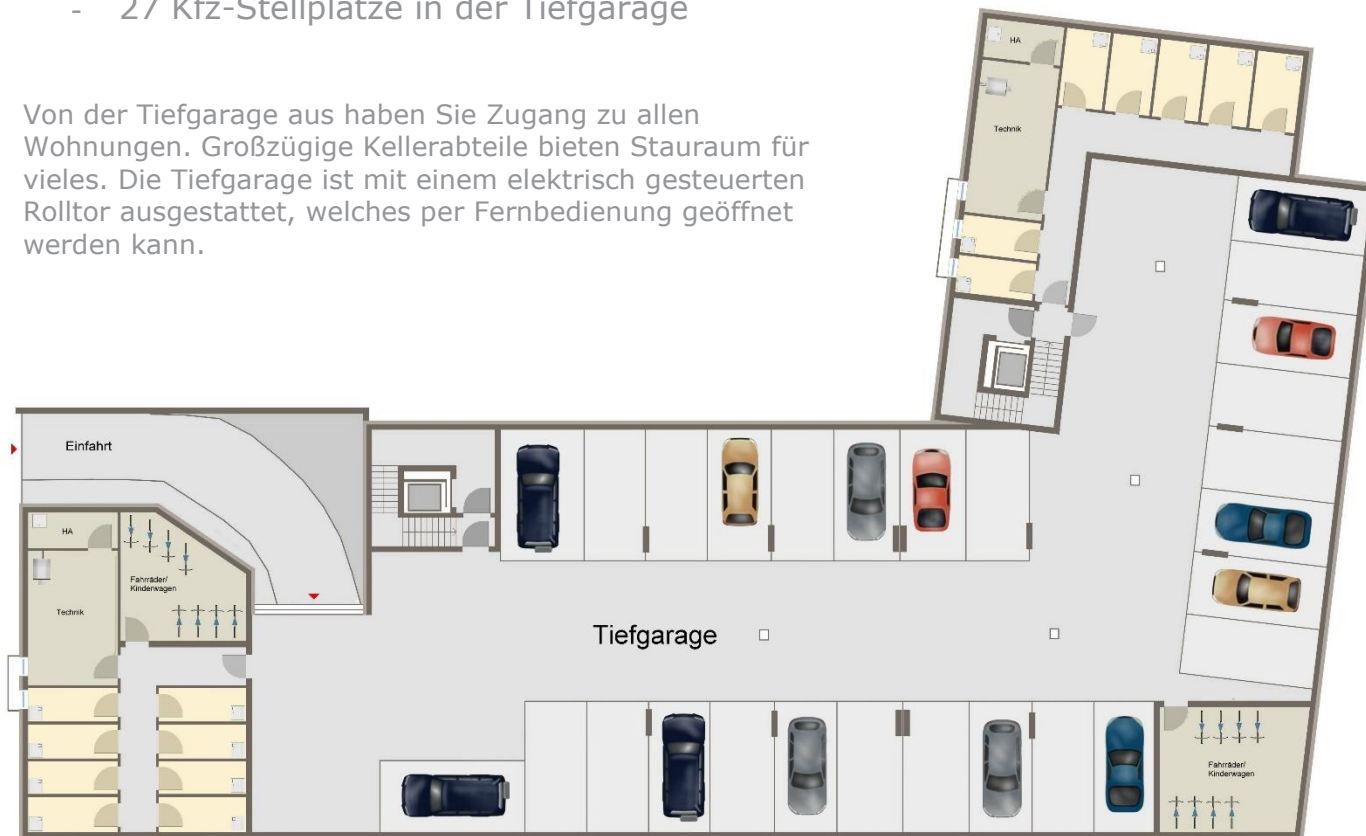 - 27 Kfz-Stellplätze in der Tiefgarage
Von der Tiefgarage aus haben Sie Zugang zu allen
Wohnungen. Großzügige Kellerabteile bieten Stauraum für
vieles. Die Tiefgarage ist mit einem elektrisch gesteuerten
Rolltor ausgestattet, welches per Fernbedienung geöffnet
werden kann.
HA
Technik
Einfahrt
HA
Fahrräder/
Kinderwagen
Technik
Tiefgarage
Fahrräder/
Kinderwagen